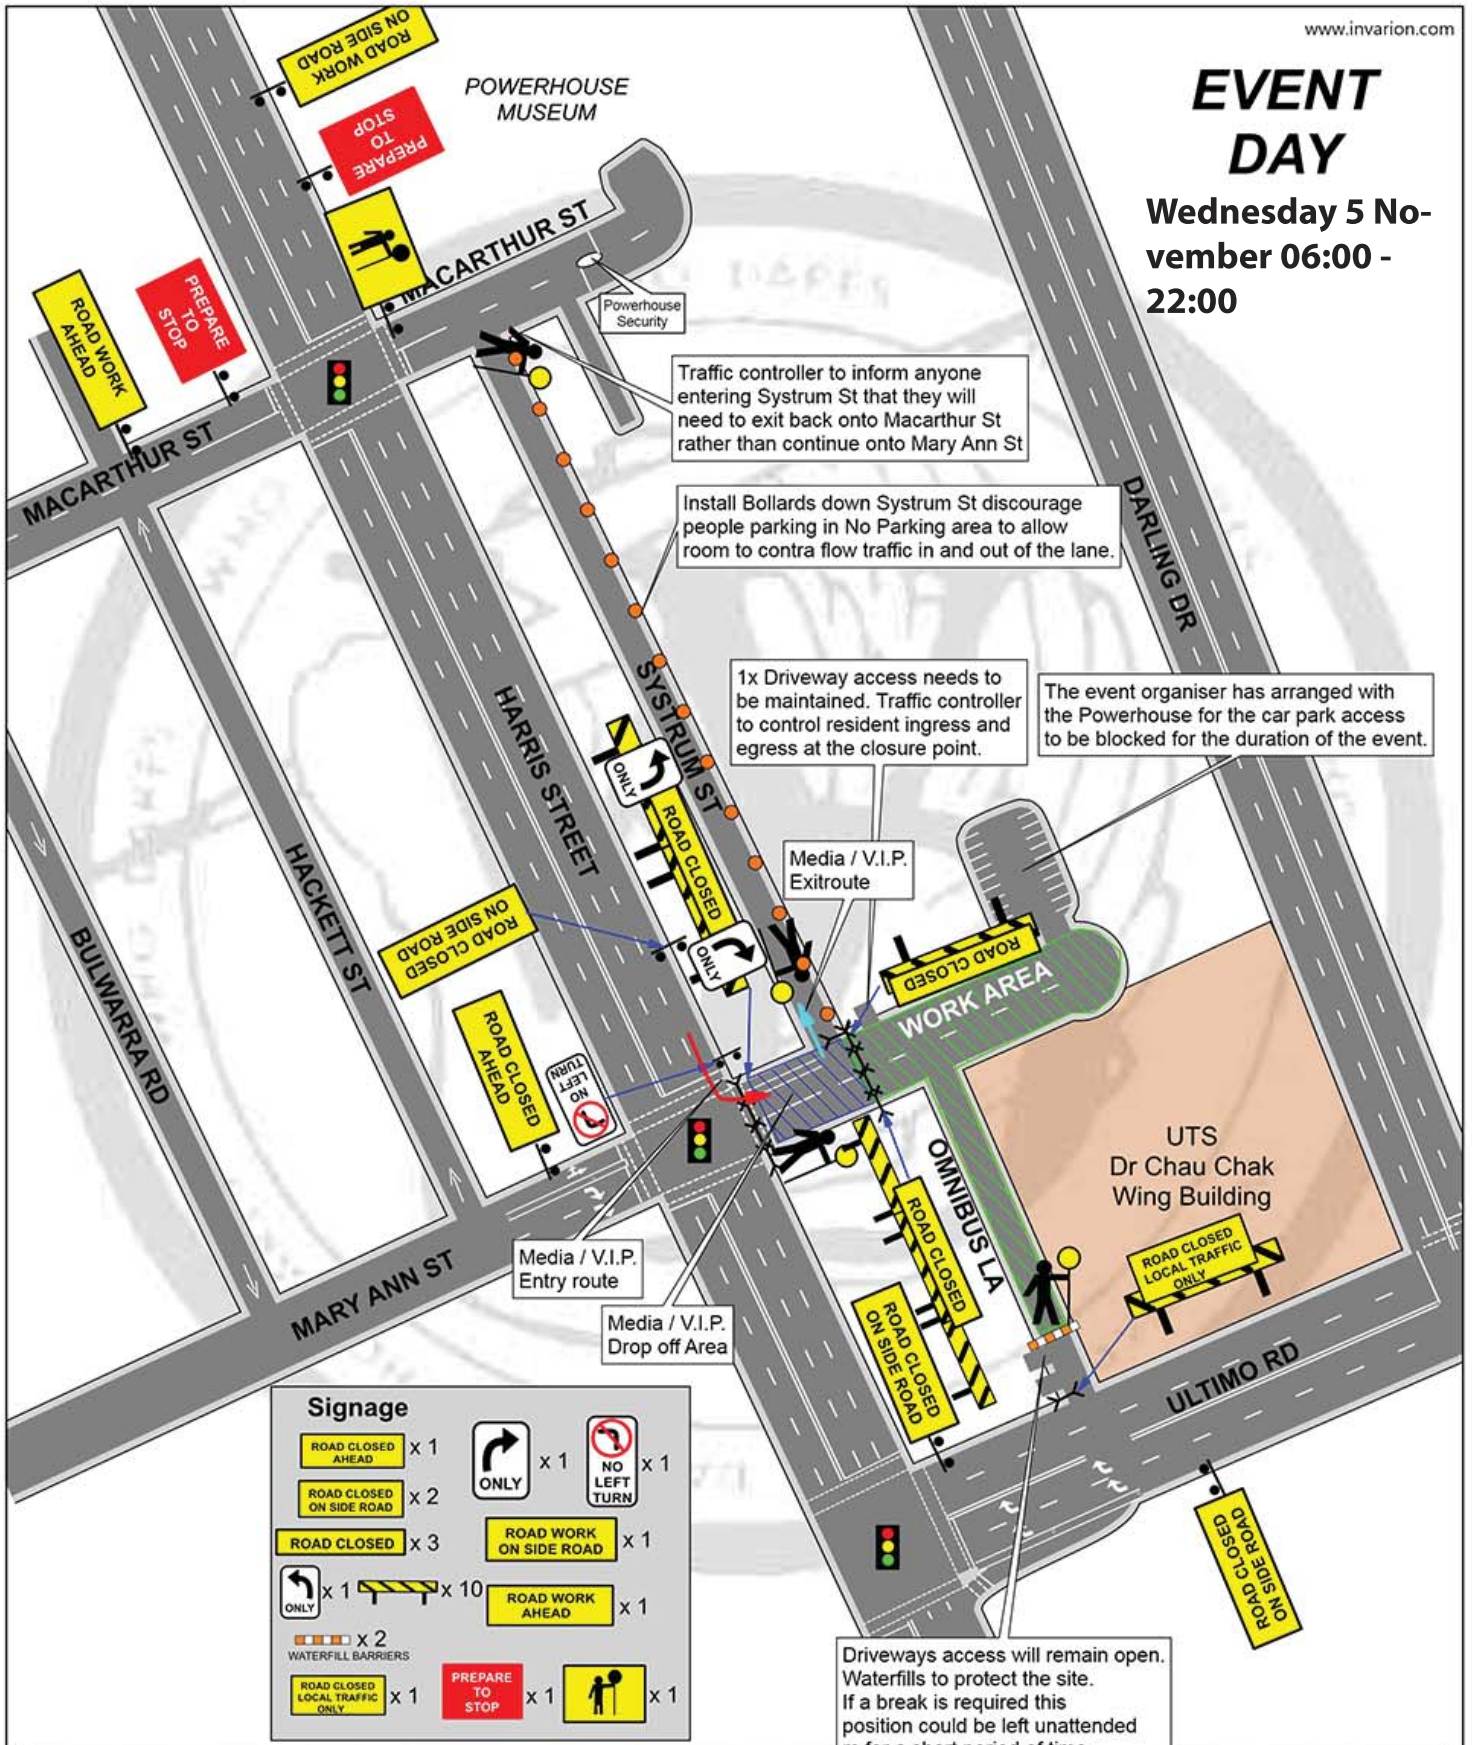 www.invarion.com
EVENT
DAY
Wednesday 5 No-
vember 06:00 -
22:00
ROAD WORK
ON SIDE ROAD
POWERHOUSE
MUSEUM
PREPARE
TO
STOP
MACARTHUR ST
Powerhouse
Security
ROAD WORK
AHEAD
PREPARE
TO
STOP
MACARTHUR ST
Traffic controller to inform anyone
entering Systrum St that they will
need to exit back onto Macarthur St
rather than continue onto Mary Ann St
Install Bollards down Systrum St discourage
people parking in No Parking area to allow
room to contra flow traffic in and out of the lane.
DARLING DR
SYSTRUM ST
HARRIS STREET
1x Driveway access needs to
be maintained. Traffic controller
to control resident ingress and
egress at the closure point.
The event organiser has arranged with
the Powerhouse for the car park access
to be blocked for the duration of the event.
ONLY
ROAD CLOSED
ONLY
Media / V.I.P.
Exitroute
HACKETT ST
BULWARRA RD
ROAD CLOSED
ON SIDE ROAD
ROAD CLOSED
WORK AREA
ROAD CLOSED
AHEAD
NO
LEFT
TURN
OMNIBUS LA
UTS
Dr Chau Chak
Wing Building
ROAD CLOSED
ROAD CLOSED
LOCAL TRAFFIC
ONLY
Media / V.I.P.
Entry route
MARY ANN ST
Media / V.I.P.
Drop off Area
ROAD CLOSED
ON SIDE ROAD
ULTIMO RD
ROAD CLOSED
ON SIDE ROAD
Signage
ROAD CLOSED
AHEAD
x 1
ONLY
x 1
NO
LEFT
TURN
x 1
ROAD CLOSED
ON SIDE ROAD
x 2
ROAD CLOSED
x 3
ROAD WORK
ON SIDE ROAD
x 1
ONLY
x 1
x 10
ROAD WORK
AHEAD
x 1
x 2
WATERFILL BARRIERS
ROAD CLOSED
LOCAL TRAFFIC
ONLY
x 1
PREPARE
TO
STOP
x 1
x 1
Driveways access will remain open.
Waterfills to protect the site.
If a break is required this
position could be left unattended